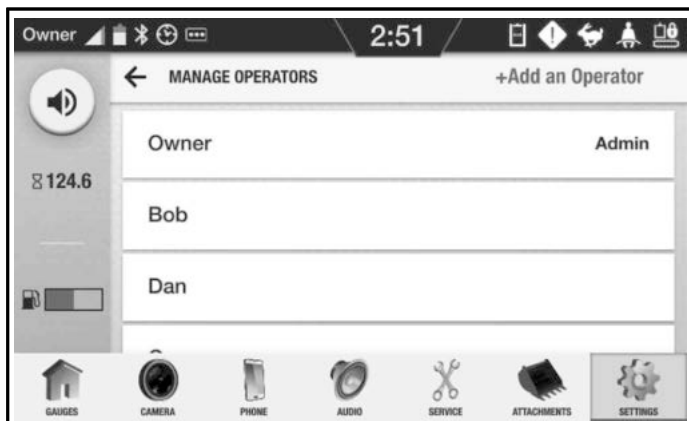 Owner 2:51
MANAGE OPERATORS +Add an Operator
Owner Admin
124.6
Bob
Dan
GAUGES CAMERA PHONE AUDIO SERVICE ATTACHMENTS SETTINGS